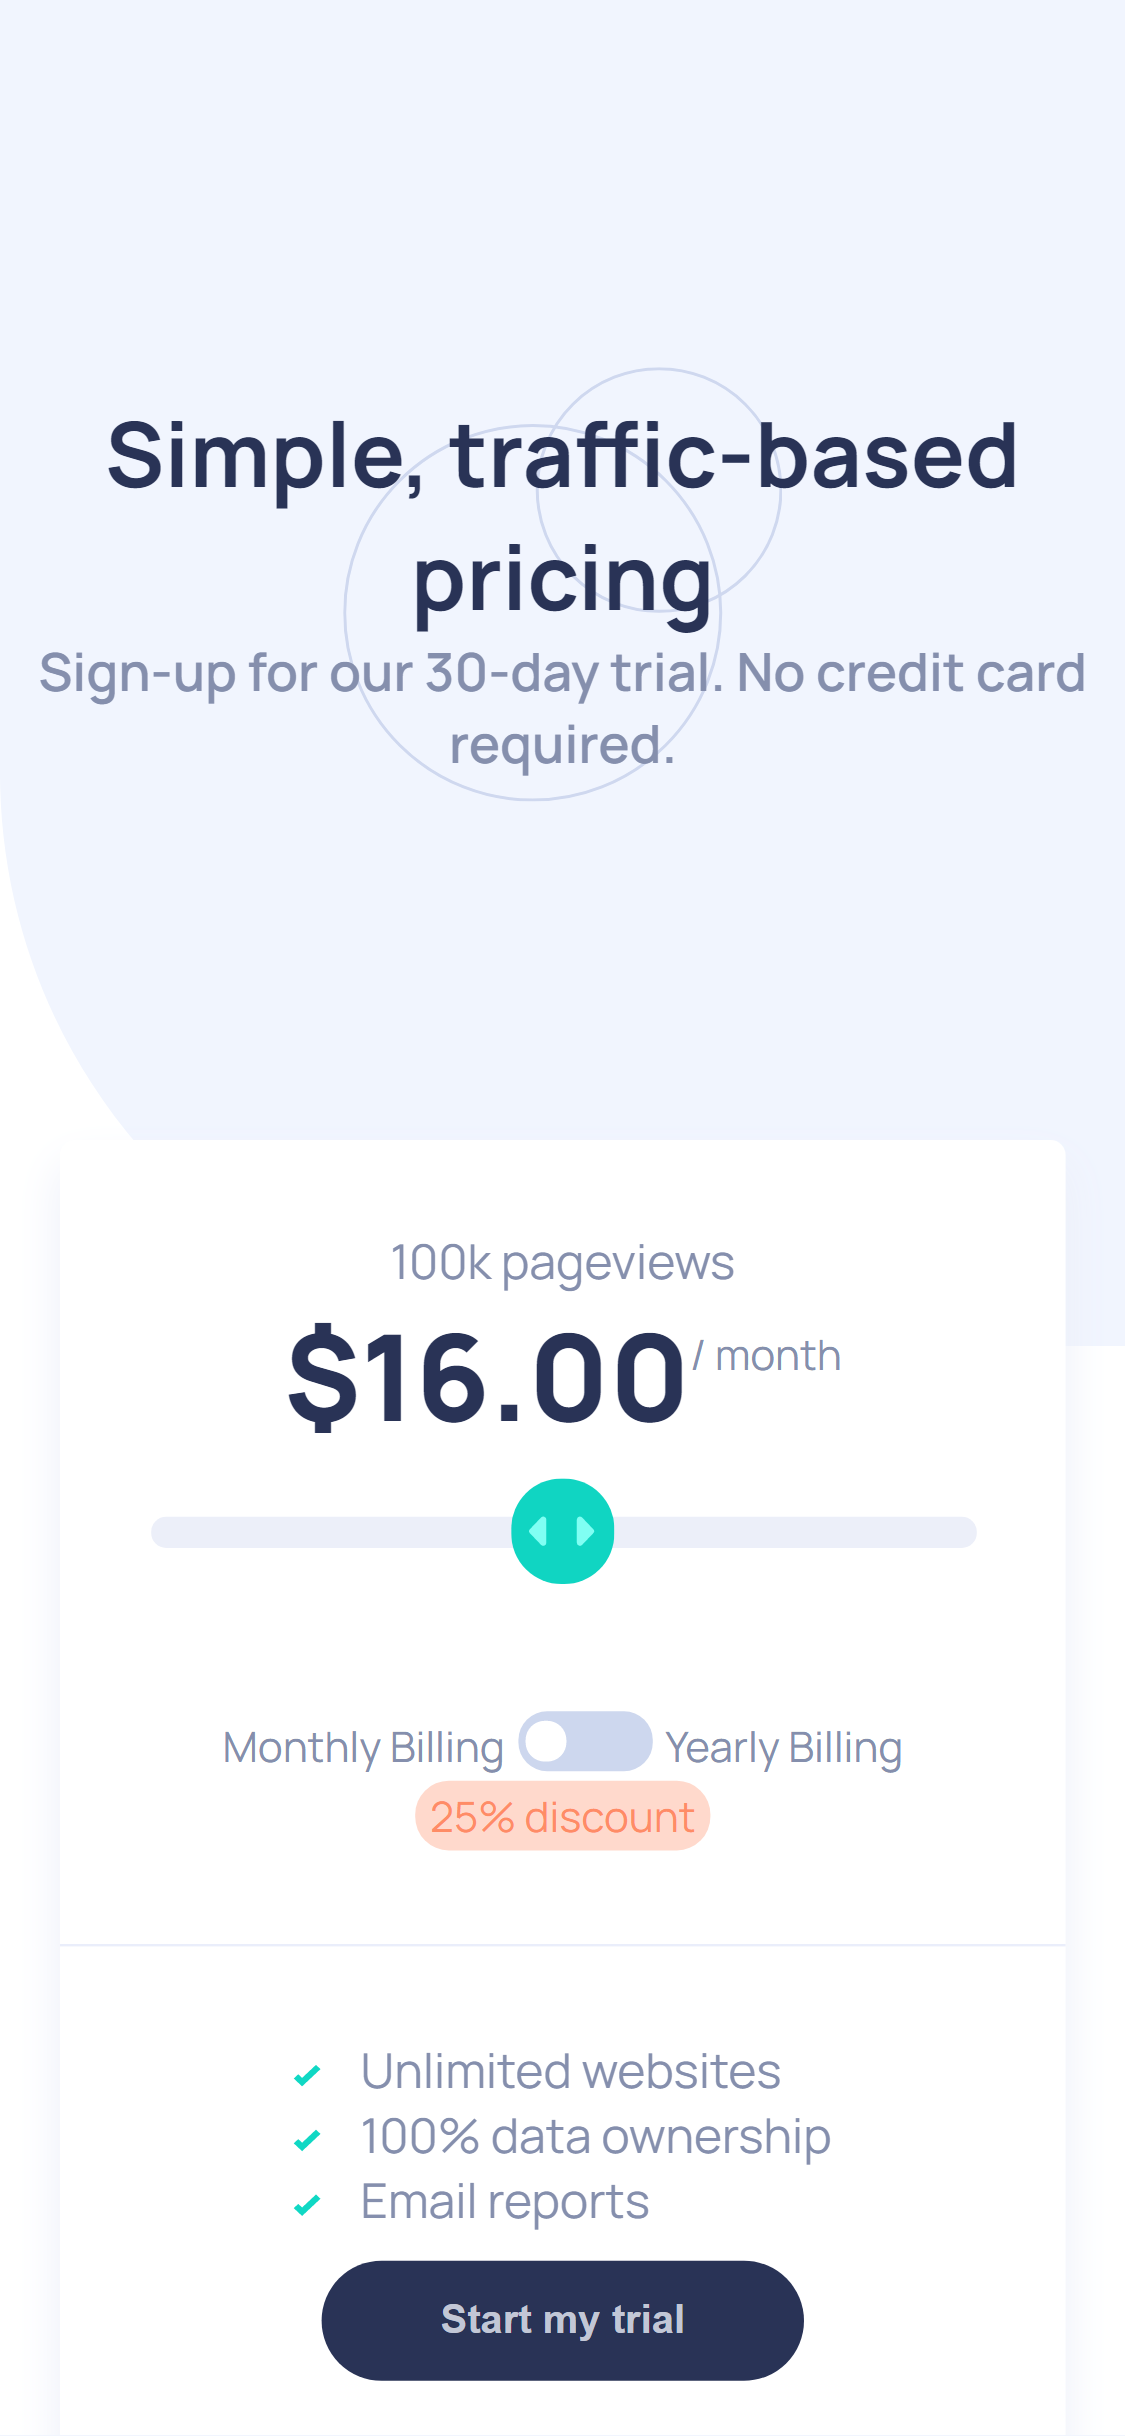 Simple, traffic-based
pricing
Sign-up for our 30-day trial. No credit card
required.
100k pageviews
$16.00 / month
Monthly Billing Yearly Billing
25% discount
Unlimited websites
100% data ownership
Email reports
Start my trial